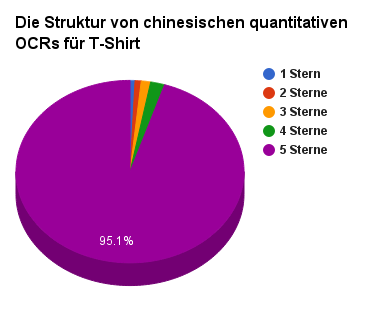 Die Struktur von chinesischen quantitativen
OCRs für T-Shirt
1 Stern
2 Sterne
3 Sterne
4 Sterne
5 Sterne
95.1%